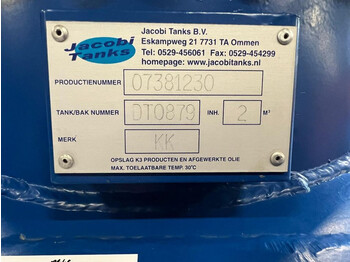 Jacobi Tanks B.V.
Eskampweg 21 7731 TA Ommen
Tel: 0529-456061 Fax: 0529-454299
homepage: www.jacobitanks.nl
Jacobi
Tanks
PRODUCTIENUMMER 07381230
TANK/BAK NUMMER DT0879 INH. 2 M³
MERK KK
OPSLAG K3 PRODUCTEN EN AFGEWERKTE OLIE
MAX. TOELAATBARE TEMP. 30°C